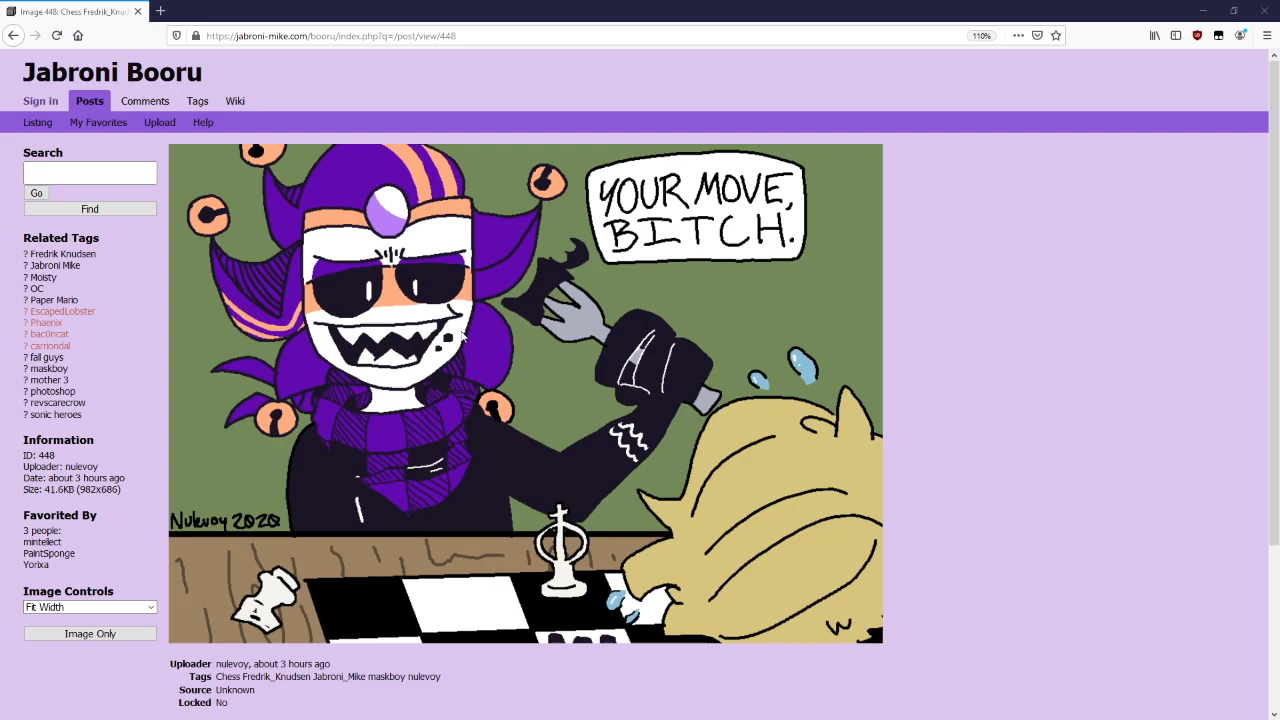 Image 448: Chess Fredrik_Knud
https://jabroni-mike.com/booru/index.php?q=/post/view/448
110%
Jabroni Booru
Sign in Posts Comments Tags Wiki
Listing My Favorites Upload Help
Search
Go
Find
Related Tags
? Fredrik Knudsen
? Jabroni Mike
? Moisty
? OC
? Paper Mario
? EscapedLobster
? Phaenix
? bac0ncat
? carriondal
? fall guys
? maskboy
? mother 3
? photoshop
? revscarecrow
? sonic heroes
Information
ID: 448
Uploader: nulevoy
Date: about 3 hours ago
Size: 41.6KB (982x686)
Favorited By
3 people:
mintellect
PaintSponge
Yorixa
Image Controls
Fit Width
Image Only
YOUR MOVE,
BITCH.
Nulevoy 2020
Uploader nulevoy, about 3 hours ago
Tags Chess Fredrik_Knudsen Jabroni_Mike maskboy nulevoy
Source Unknown
Locked No